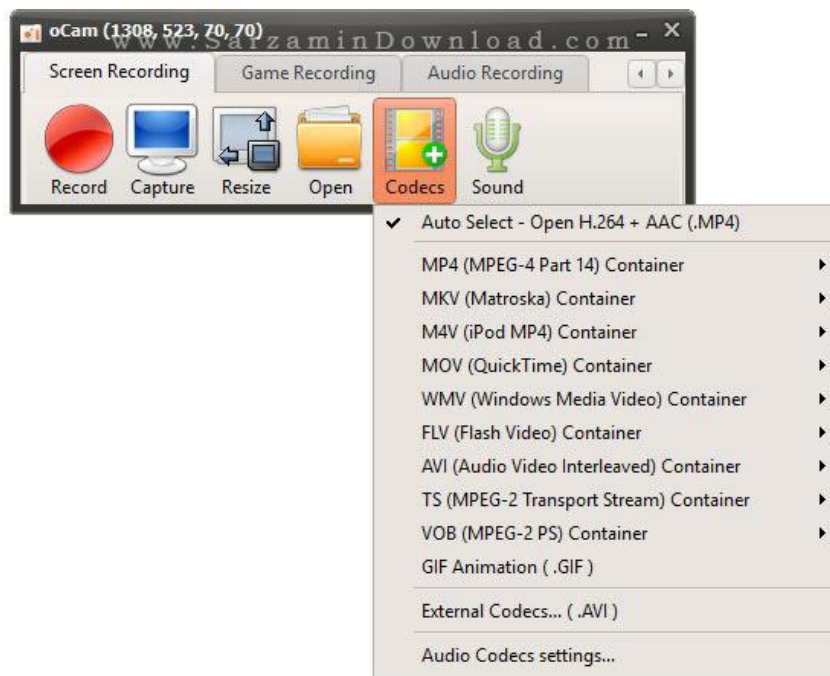 oCam (1308, 523, 70, 70)
www.SarzaminDownload.com
Screen Recording Game Recording Audio Recording
Record Capture Resize Open Codecs Sound
Auto Select - Open H.264 + AAC (.MP4)
MP4 (MPEG-4 Part 14) Container
MKV (Matroska) Container
M4V (iPod MP4) Container
MOV (QuickTime) Container
WMV (Windows Media Video) Container
FLV (Flash Video) Container
AVI (Audio Video Interleaved) Container
TS (MPEG-2 Transport Stream) Container
VOB (MPEG-2 PS) Container
GIF Animation ( .GIF )
External Codecs... ( .AVI )
Audio Codecs settings...